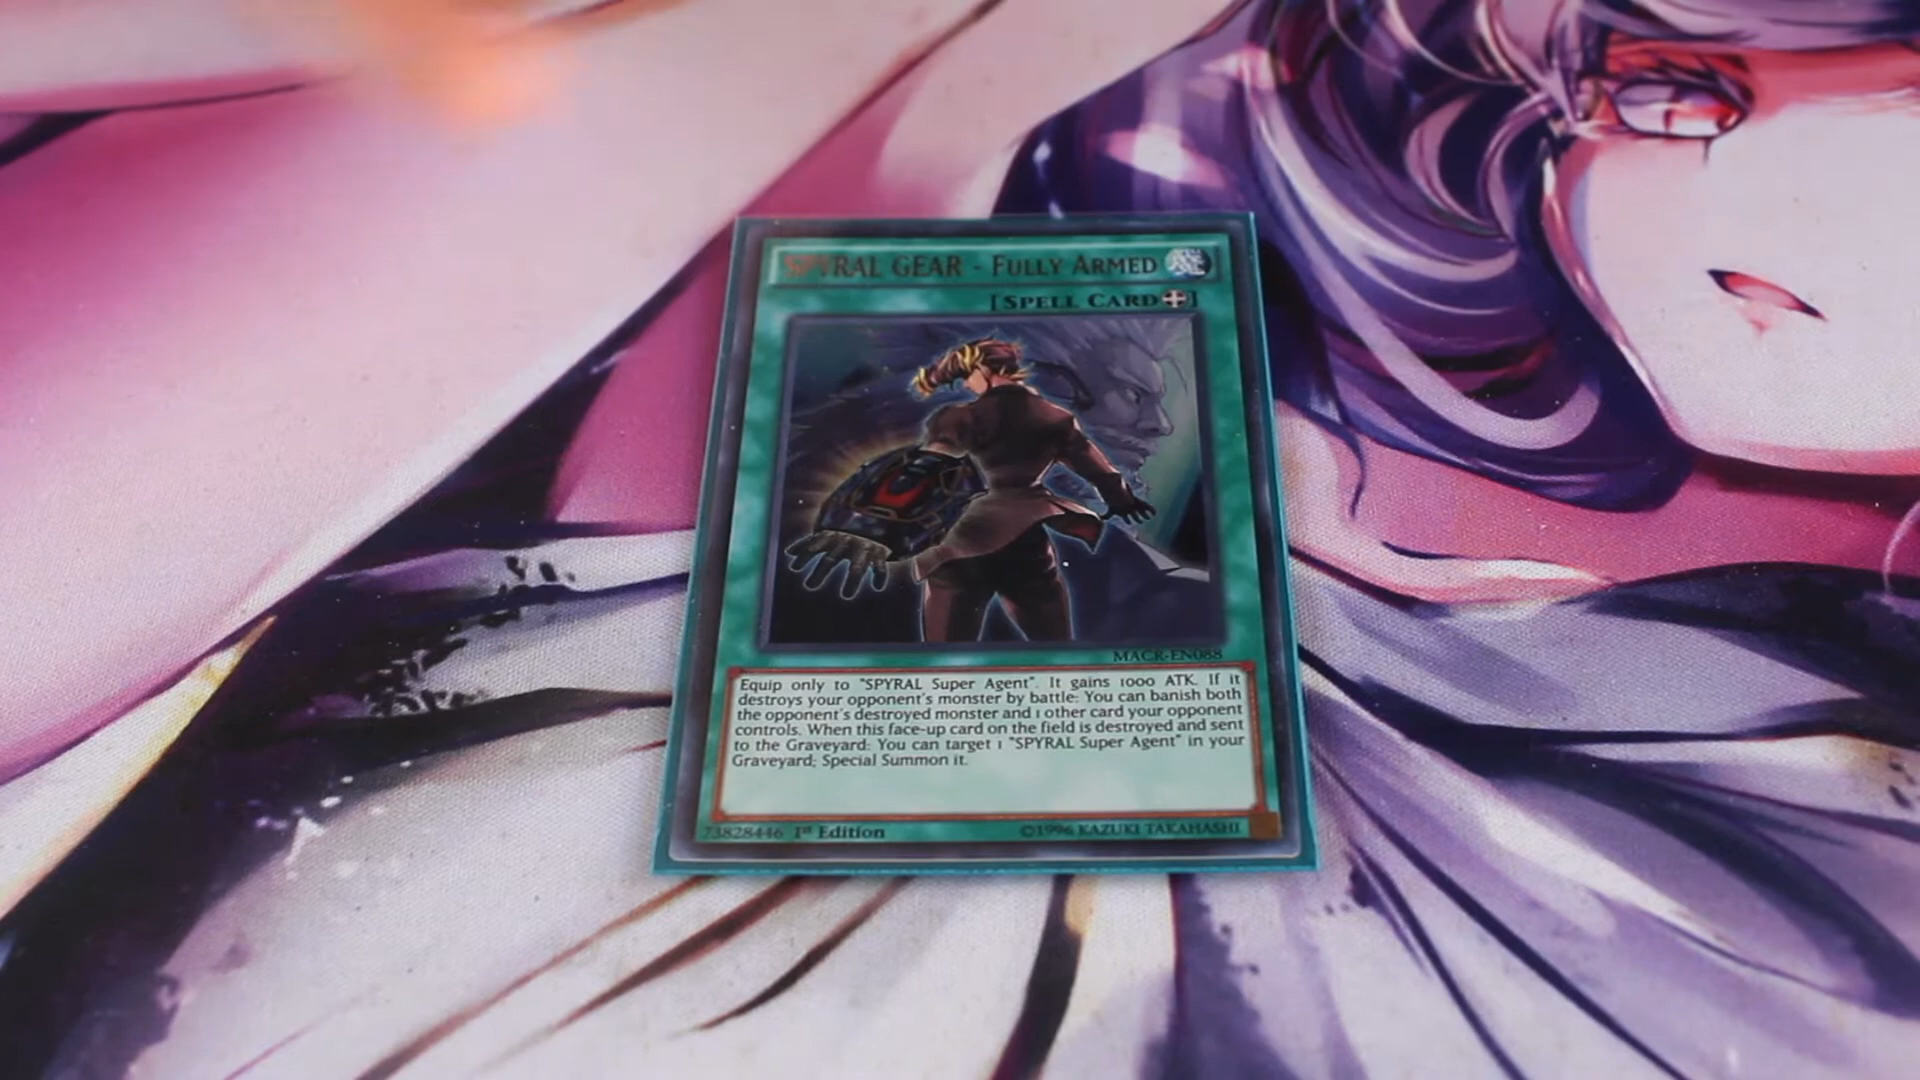 SPYRAL GEAR - FULLY ARMED
[SPELL CARD]
MACR-EN088
Equip only to "SPYRAL Super Agent". It gains 1000 ATK. If it
destroys your opponent's monster by battle: You can banish both
the opponent's destroyed monster and 1 other card your opponent
controls. When this face-up card on the field is destroyed and sent
to the Graveyard: You can target 1 "SPYRAL Super Agent" in your
Graveyard; Special Summon it.
73828446 1st Edition ©1996 KAZUKI TAKAHASHI